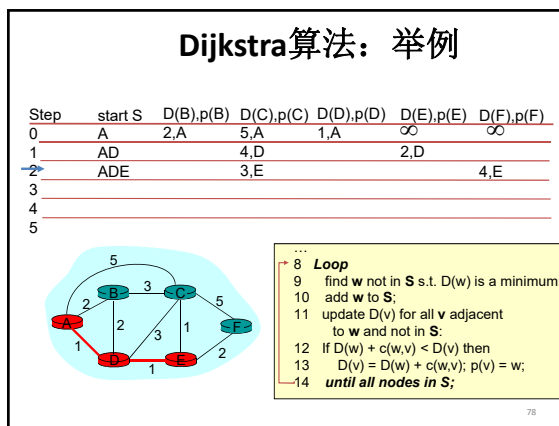 Dijkstra算法：举例
Step start S D(B),p(B) D(C),p(C) D(D),p(D) D(E),p(E) D(F),p(F)
0 A 2,A 5,A 1,A ∞ ∞
1 AD 4,D 2,D
2 ADE 3,E 4,E
3
4
5
5
B 3 C 5
2
A 2 3 1 F
1 2
D 1 E
...
8 Loop
9 find w not in S s.t. D(w) is a minimum
10 add w to S;
11 update D(v) for all v adjacent
to w and not in S:
12 If D(w) + c(w,v) < D(v) then
13 D(v) = D(w) + c(w,v); p(v) = w;
14 until all nodes in S;
78